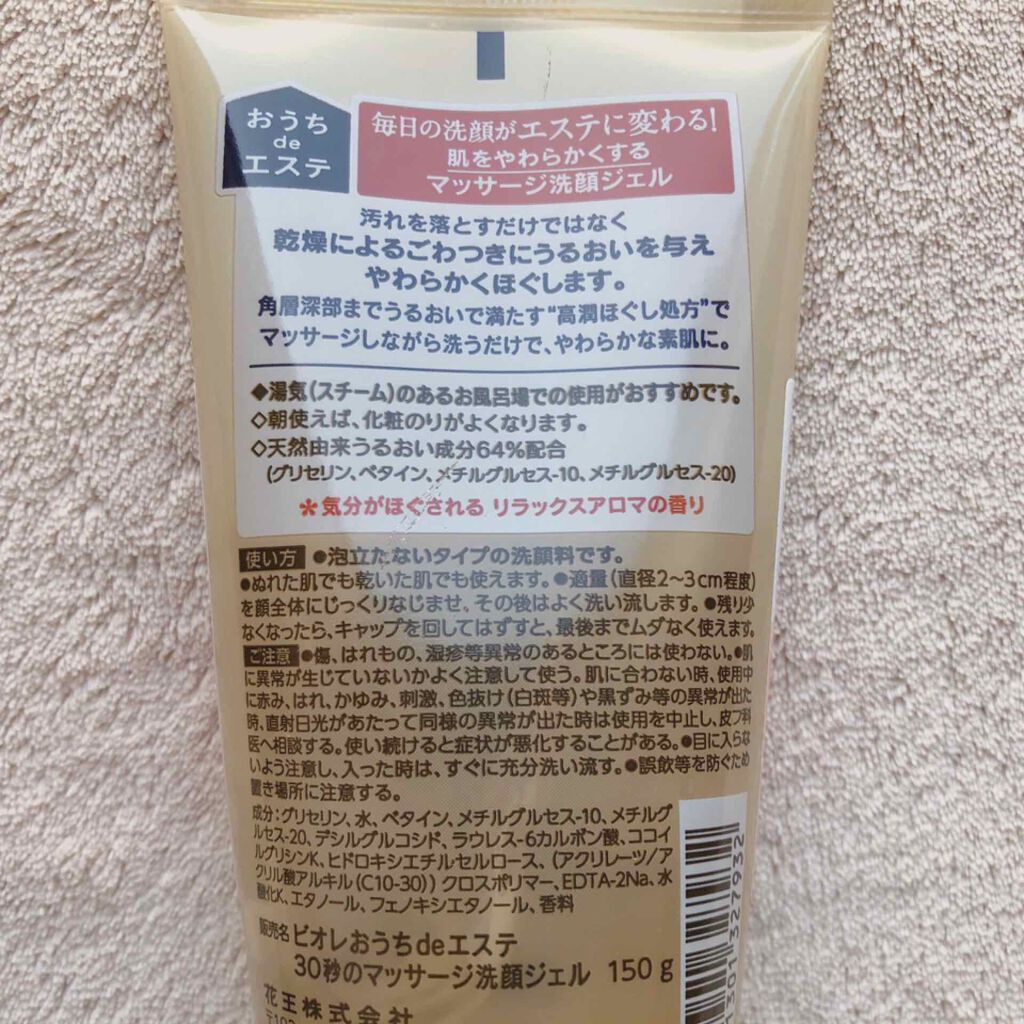 おうち
de
エステ
毎日の洗顔がエステに変わる!
肌をやわらかくする
マッサージ洗顔ジェル
汚れを落とすだけではなく
乾燥によるごわつきにうるおいを与え
やわらかくほぐします。
角層深部までうるおいで満たす“高潤ほぐし処方”で
マッサージしながら洗うだけで、やわらかな素肌に。
◆湯気(スチーム)のあるお風呂場での使用がおすすめです。
◇朝使えば、化粧のりがよくなります。
◇天然由来うるおい成分64%配合
(グリセリン、ベタイン、メチルグルセス-10、メチルグルセス-20)
*気分がほぐされる リラックスアロマの香り
使い方 ●泡立たないタイプの洗顔料です。
●ぬれた肌でも乾いた肌でも使えます。●適量(直径2~3cm程度)
を顔全体にじっくりなじませ、その後はよく洗い流します。●残り少
なくなったら、キャップを回してはずすと、最後までムダなく使えます。
ご注意 ●傷、はれもの、湿疹等異常のあるところには使わない。●肌
に異常が生じていないかよく注意して使う。肌に合わない時、使用中
に赤み、はれ、かゆみ、刺激、色抜け(白斑等)や黒ずみ等の異常が出た
時、直射日光があたって同様の異常が出た時は使用を中止し、皮フ科
医へ相談する。使い続けると症状が悪化することがある。●目に入らな
いよう注意し、入った時は、すぐに充分洗い流す。●誤飲等を防ぐため
置き場所に注意する。
成分:グリセリン、水、ベタイン、メチルグルセス-10、メチルグ
ルセス-20、デシルグルコシド、ラウレス-6カルボン酸、ココイ
ルグリシンK、ヒドロキシエチルセルロース、(アクリレーツ/ア
クリル酸アルキル(C10-30))クロスポリマー、EDTA-2Na、水
酸化K、エタノール、フェノキシエタノール、香料
販売名 ビオレおうちdeエステ
30秒のマッサージ洗顔ジェル 150g
花王株式会社
301 327932